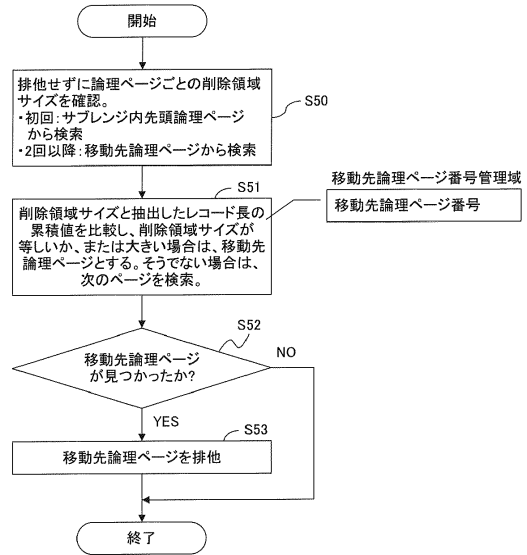 開始
排他せずに論理ページごとの削除領域
サイズを確認。
・初回：サブレンジ内先頭論理ページ
から検索
・2回以降：移動先論理ページから検索
S50
S51
移動先論理ページ番号管理域
移動先論理ページ番号
削除領域サイズと抽出したレコード長の
累積値を比較し、削除領域サイズが
等しいか、または大きい場合は、移動先
論理ページとする。そうでない場合は、
次のページを検索。
S52
移動先論理ページ
が見つかったか?
NO
YES
S53
移動先論理ページを排他
終了